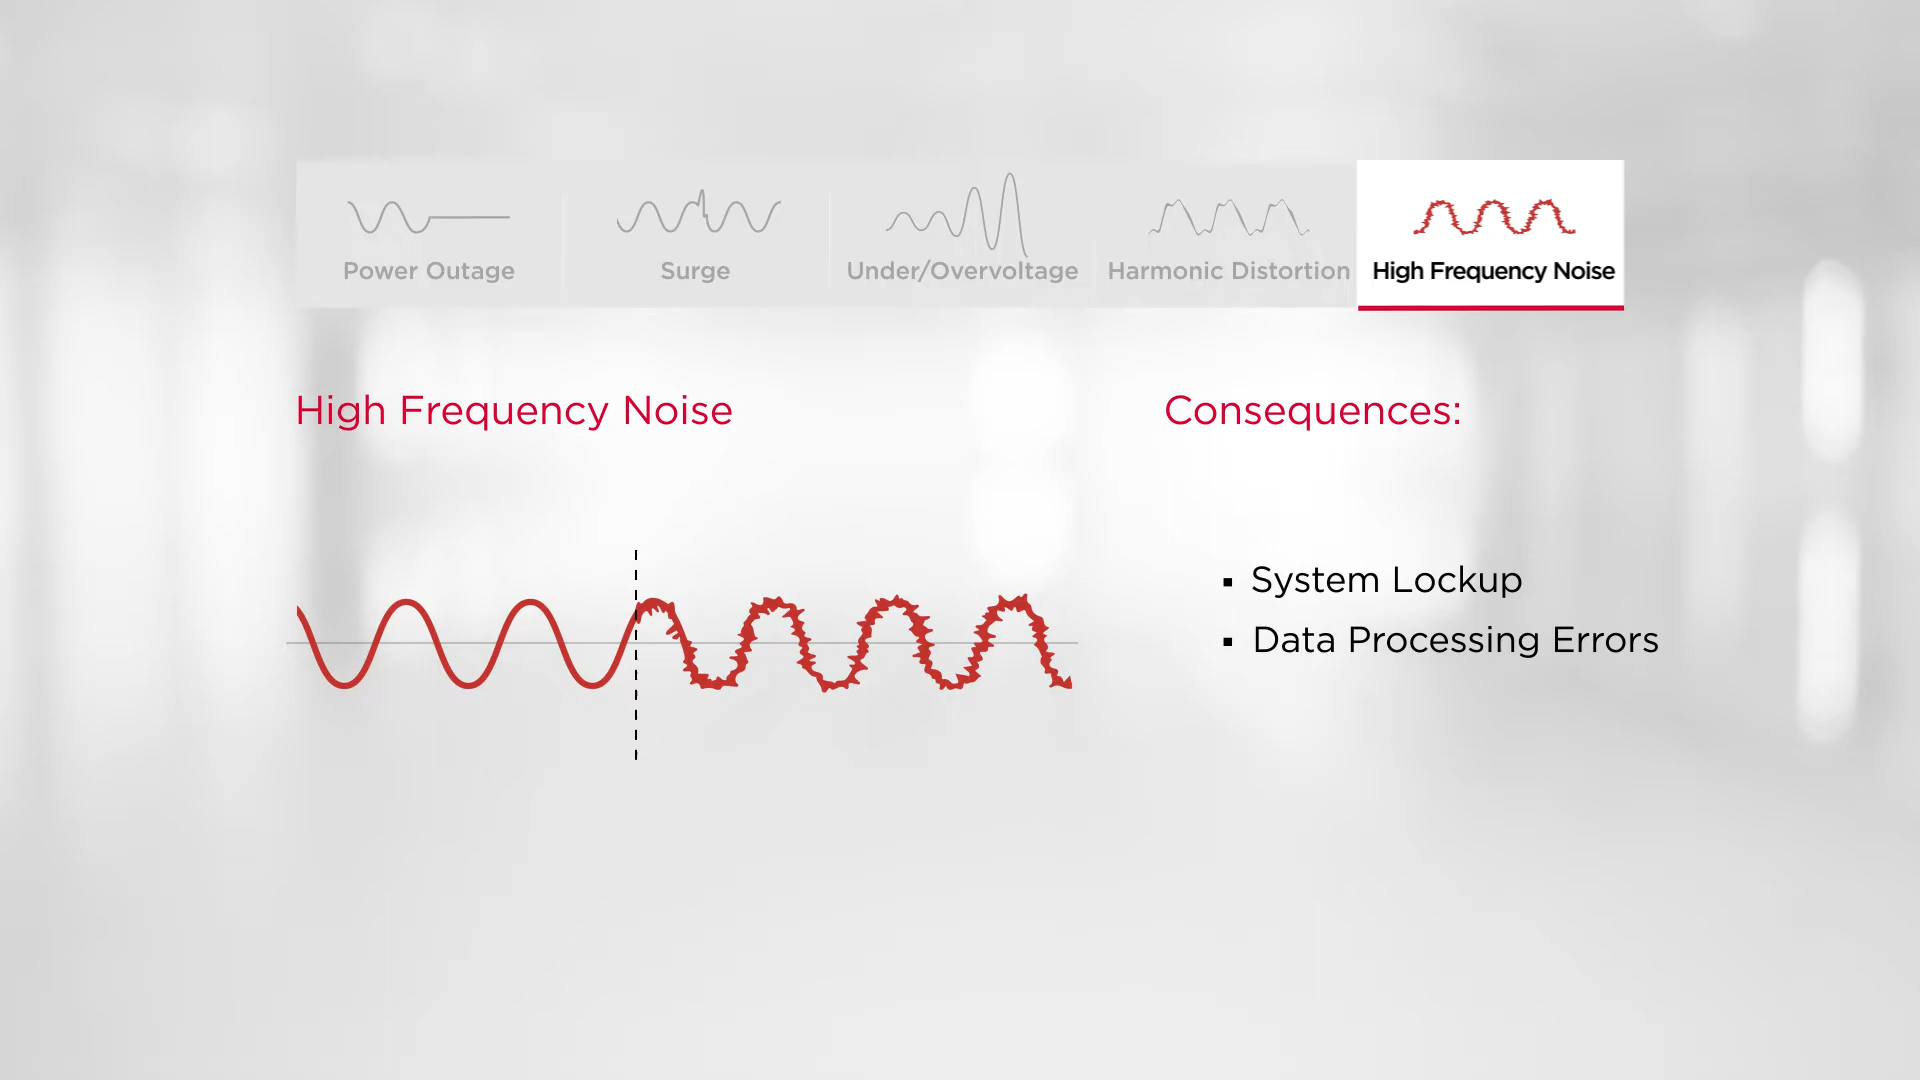 Power Outage
Surge
Under/Overvoltage
Harmonic Distortion
High Frequency Noise
High Frequency Noise
Consequences:
▪ System Lockup
▪ Data Processing Errors